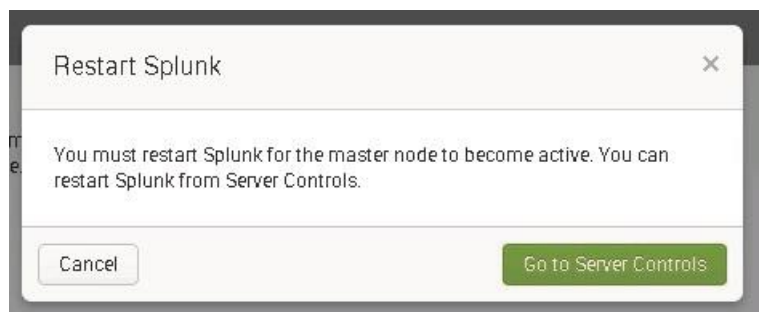 Restart Splunk
×
You must restart Splunk for the master node to become active. You can
restart Splunk from Server Controls.
Cancel
Go to Server Controls